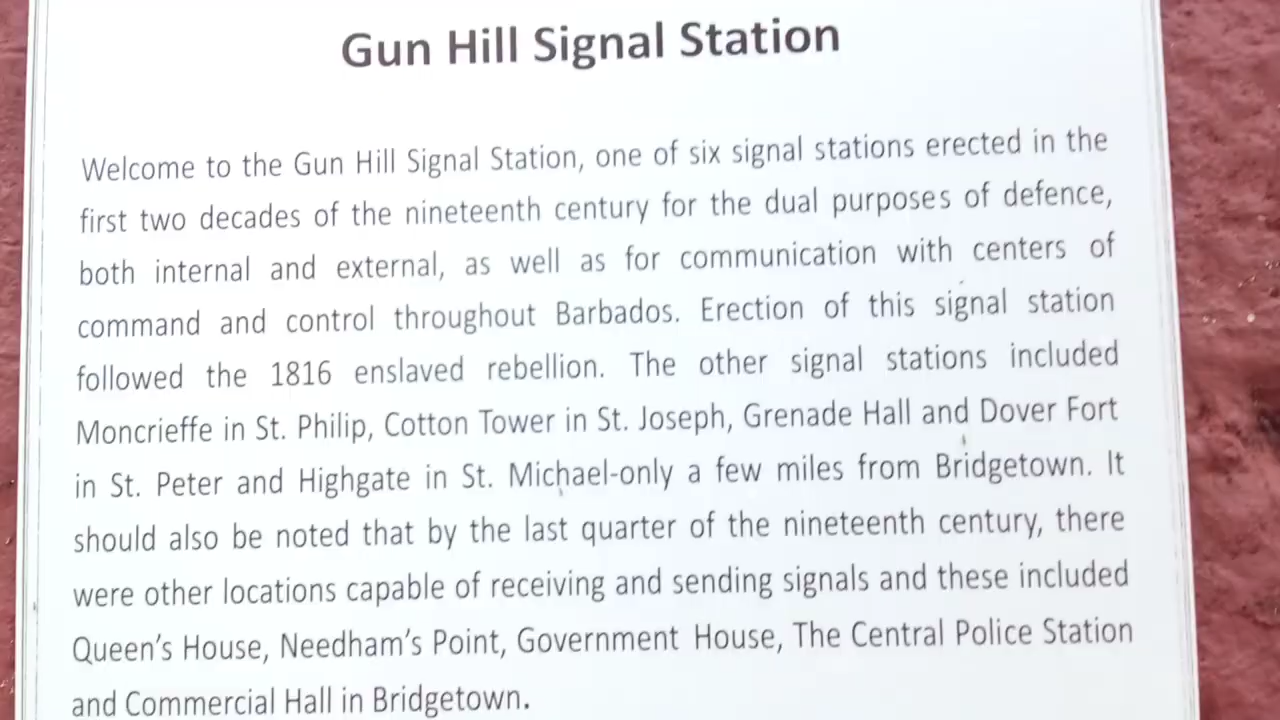 Gun Hill Signal Station
Welcome to the Gun Hill Signal Station, one of six signal stations erected in the
first two decades of the nineteenth century for the dual purposes of defence,
both internal and external, as well as for communication with centers of
command and control throughout Barbados. Erection of this signal station
followed the 1816 enslaved rebellion. The other signal stations included
Moncrieffe in St. Philip, Cotton Tower in St. Joseph, Grenade Hall and Dover Fort
in St. Peter and Highgate in St. Michael-only a few miles from Bridgetown. It
should also be noted that by the last quarter of the nineteenth century, there
were other locations capable of receiving and sending signals and these included
Queen's House, Needham's Point, Government House, The Central Police Station
and Commercial Hall in Bridgetown.